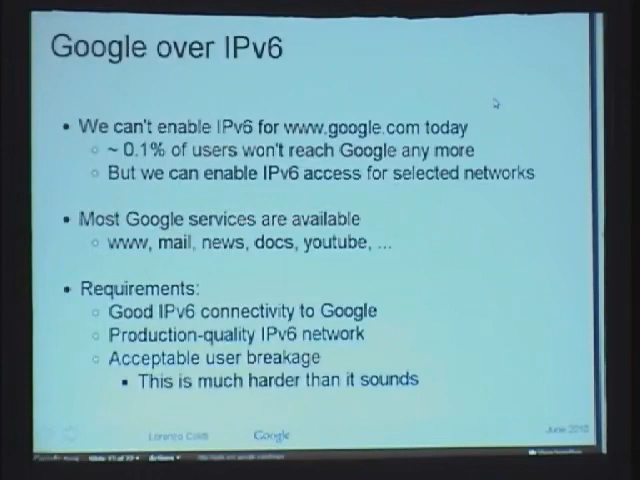 Google over IPv6
• We can't enable IPv6 for www.google.com today
○ ~ 0.1% of users won't reach Google any more
○ But we can enable IPv6 access for selected networks
• Most Google services are available
○ www, mail, news, docs, youtube, ...
• Requirements:
○ Good IPv6 connectivity to Google
○ Production-quality IPv6 network
○ Acceptable user breakage
▪ This is much harder than it sounds
Lorenzo Colitti Google June 2010